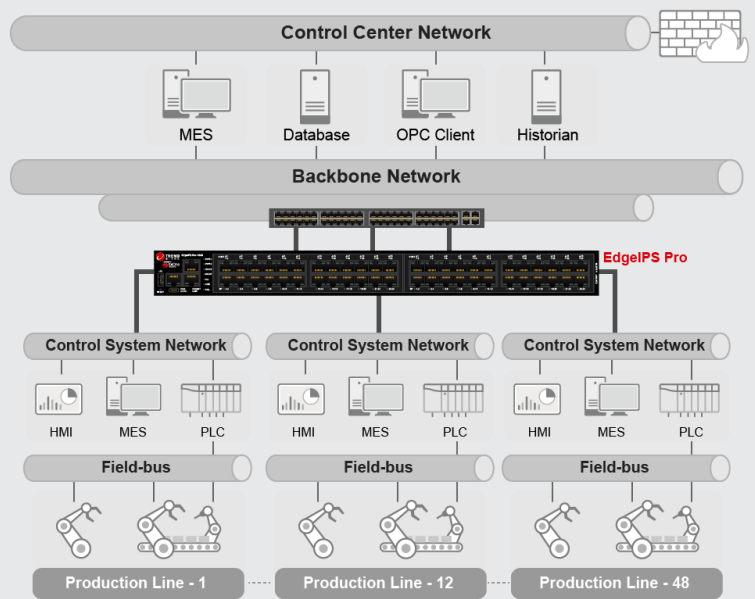 Control Center Network
MES
Database
OPC Client
Historian
Backbone Network
TREND
EdgeIPS Pro
Control System Network
Control System Network
Control System Network
HMI
MES
PLC
HMI
MES
PLC
HMI
MES
PLC
Field-bus
Field-bus
Field-bus
Production Line - 1
Production Line - 12
Production Line - 48